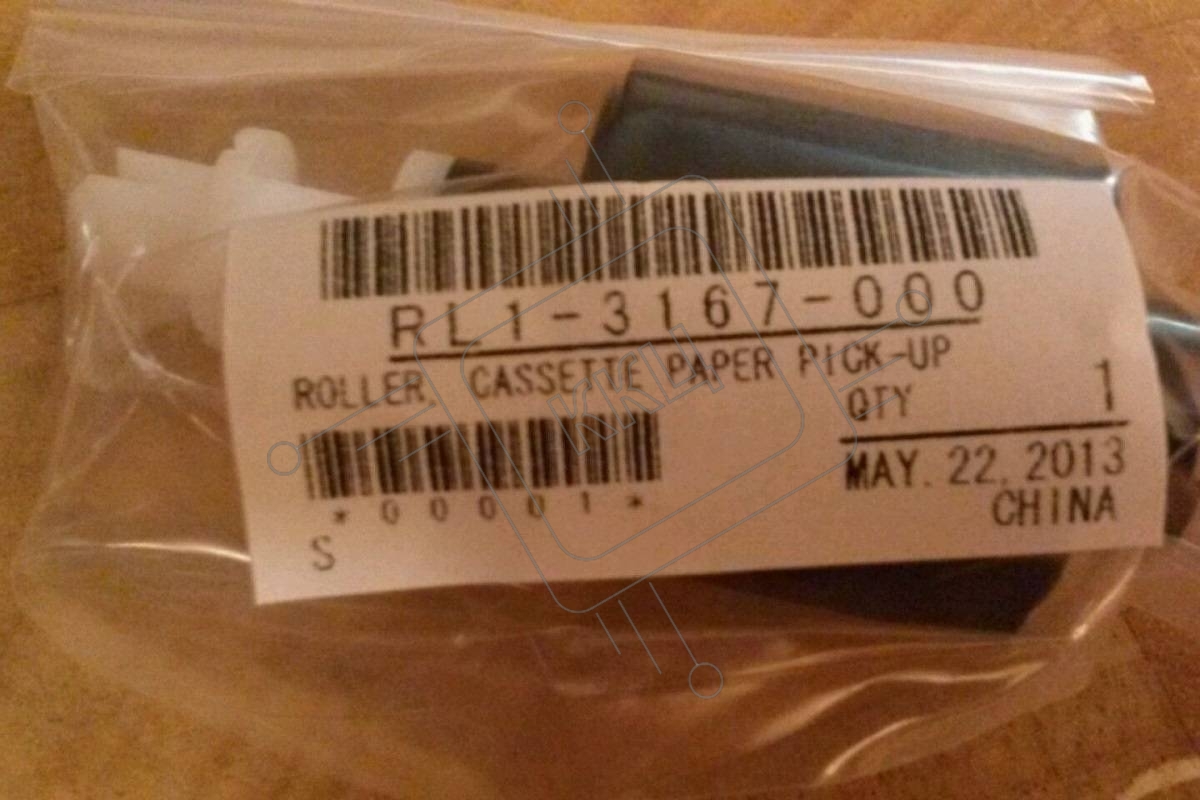 RL1-3167-000
ROLLER, CASSETTE PAPER PICK-UP
QTY 1
*00001*
MAY. 22, 2013
CHINA
S